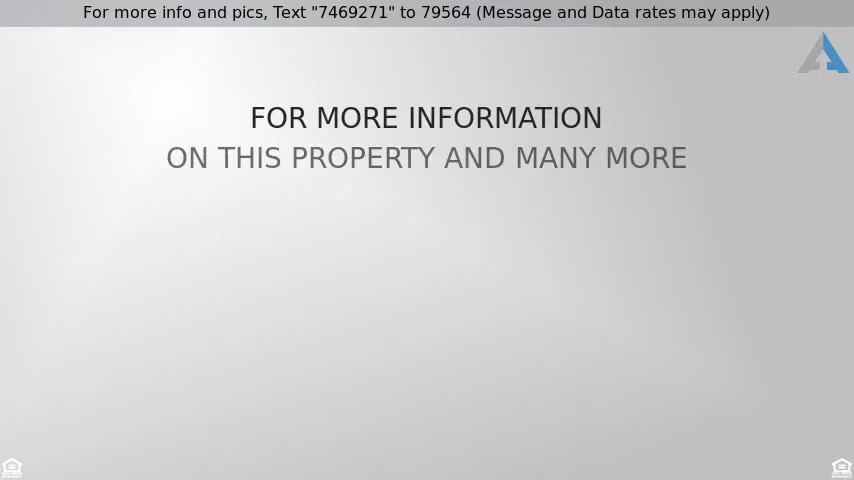 For more info and pics, Text "7469271" to 79564 (Message and Data rates may apply)
FOR MORE INFORMATION
ON THIS PROPERTY AND MANY MORE